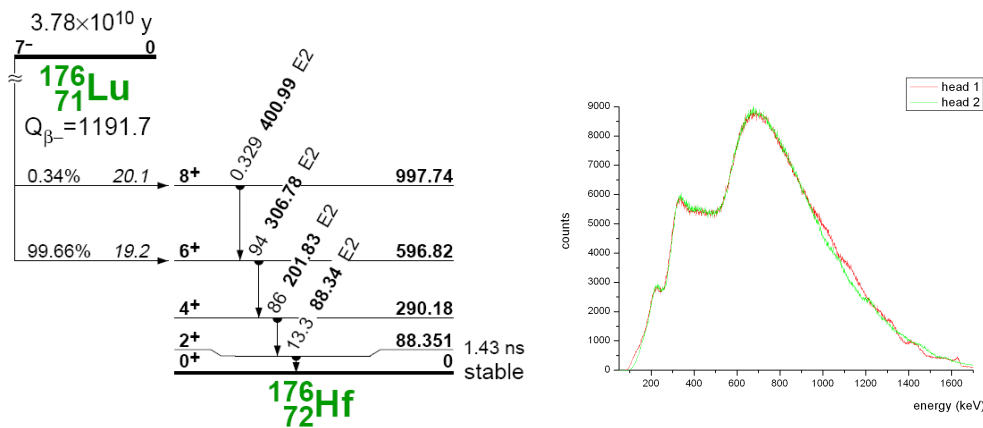 3.78×10¹⁰ y
7⁻ 0
¹⁷⁶₇₁Lu
Qβ₋=1191.7
0.329 400.99 E2
0.34% 20.1 8⁺ 997.74
94 306.78 E2
99.66% 19.2 6⁺ 596.82
86 201.83 E2
4⁺ 290.18
13.3 88.34 E2
2⁺ 88.351 1.43 ns
0⁺ 0 stable
¹⁷⁶₇₂Hf
head 1
head 2
9000
8000
7000
6000
5000
4000
3000
2000
1000
0
counts
200 400 600 800 1000 1200 1400 1600
energy (keV)